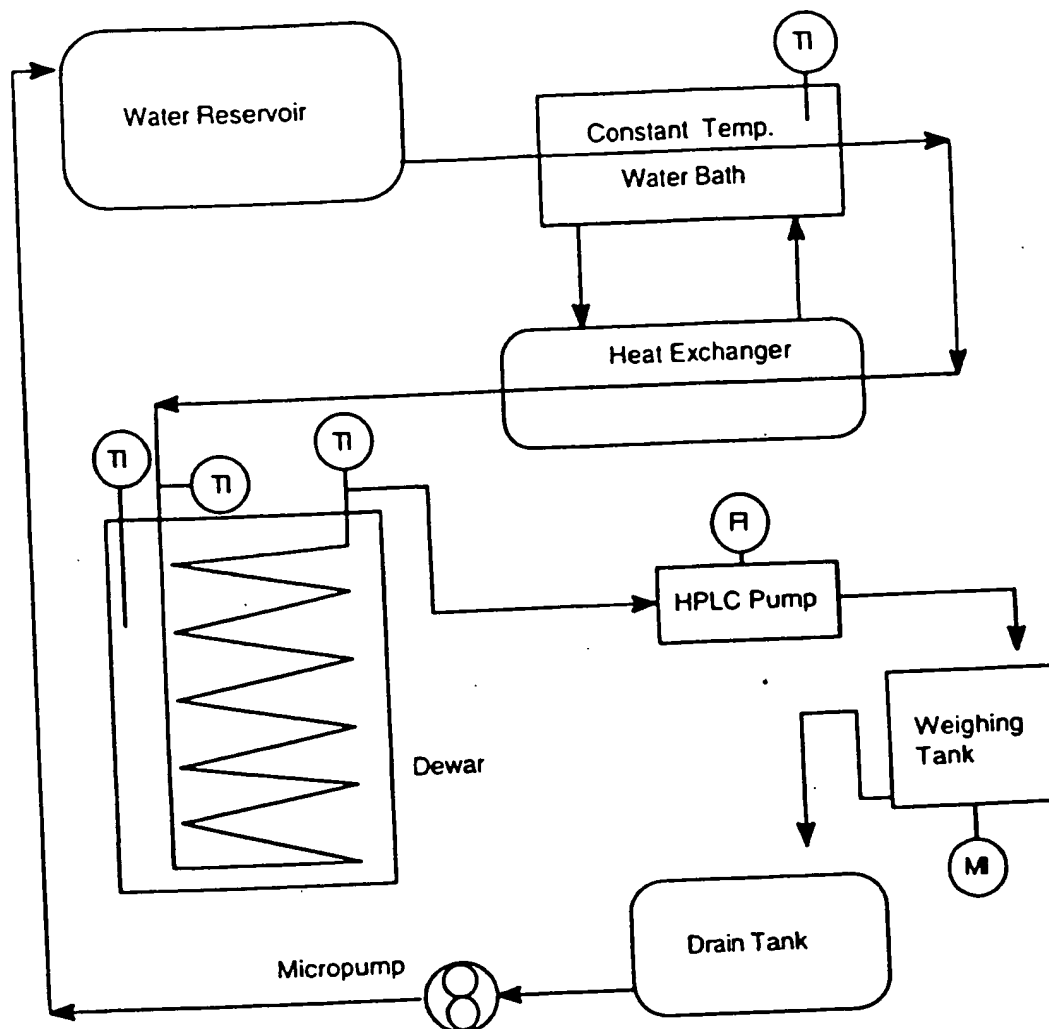 TI
Water Reservoir
Constant Temp.
Water Bath
Heat Exchanger
TI
TI
TI
FI
HPLC Pump
Weighing
Tank
Dewar
MI
Drain Tank
Micropump